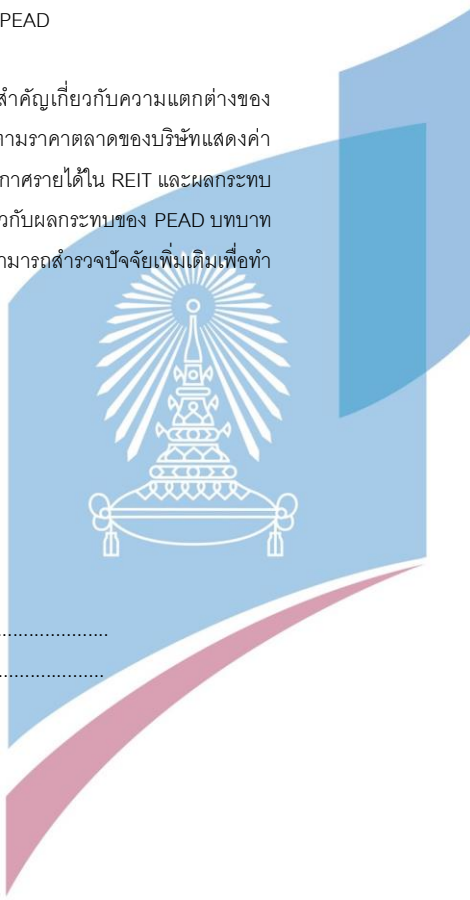 PEAD
สำคัญเกี่ยวกับความแตกต่างของ
ตามราคาตลาดของบริษัทแสดงค่า
กาศรายได้ใน REIT และผลกระทบ
วกับผลกระทบของ PEAD บทบาท
ามารถสำรวจปัจจัยเพิ่มเติมเพื่อทำ
......................
......................